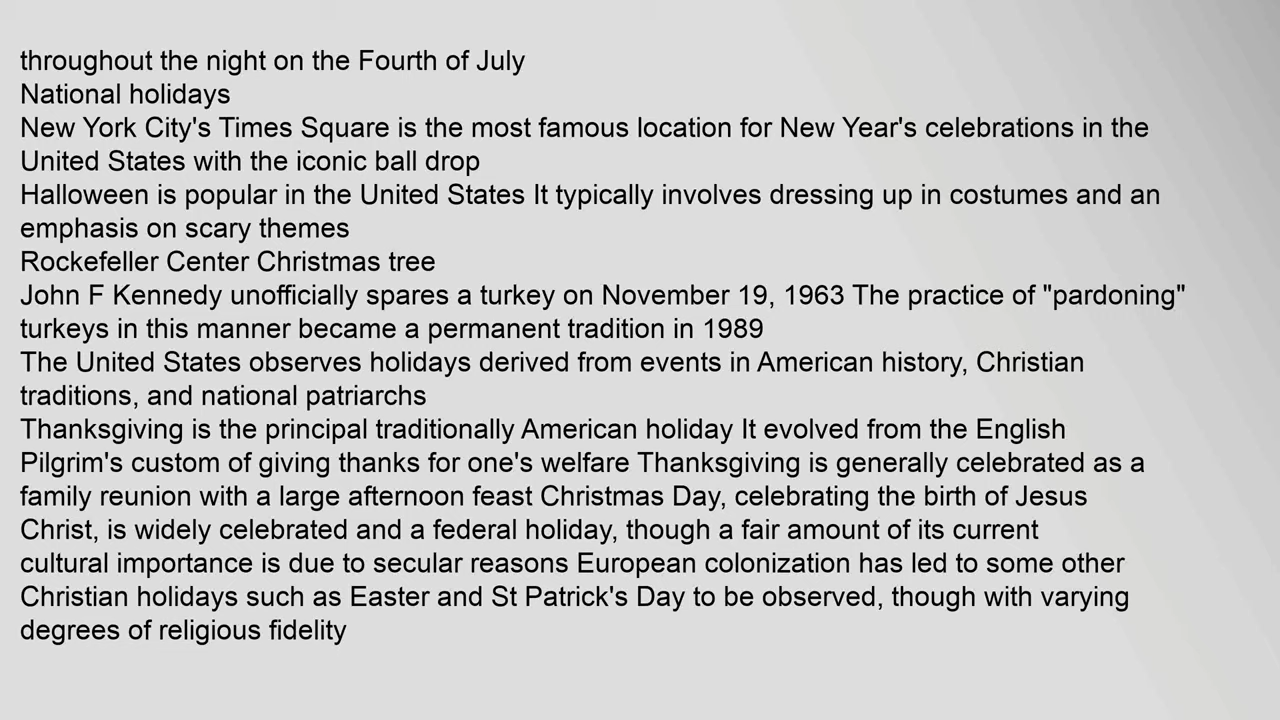 throughout the night on the Fourth of July
National holidays
New York City's Times Square is the most famous location for New Year's celebrations in the
United States with the iconic ball drop
Halloween is popular in the United States It typically involves dressing up in costumes and an
emphasis on scary themes
Rockefeller Center Christmas tree
John F Kennedy unofficially spares a turkey on November 19, 1963 The practice of "pardoning"
turkeys in this manner became a permanent tradition in 1989
The United States observes holidays derived from events in American history, Christian
traditions, and national patriarchs
Thanksgiving is the principal traditionally American holiday It evolved from the English
Pilgrim's custom of giving thanks for one's welfare Thanksgiving is generally celebrated as a
family reunion with a large afternoon feast Christmas Day, celebrating the birth of Jesus
Christ, is widely celebrated and a federal holiday, though a fair amount of its current
cultural importance is due to secular reasons European colonization has led to some other
Christian holidays such as Easter and St Patrick's Day to be observed, though with varying
degrees of religious fidelity